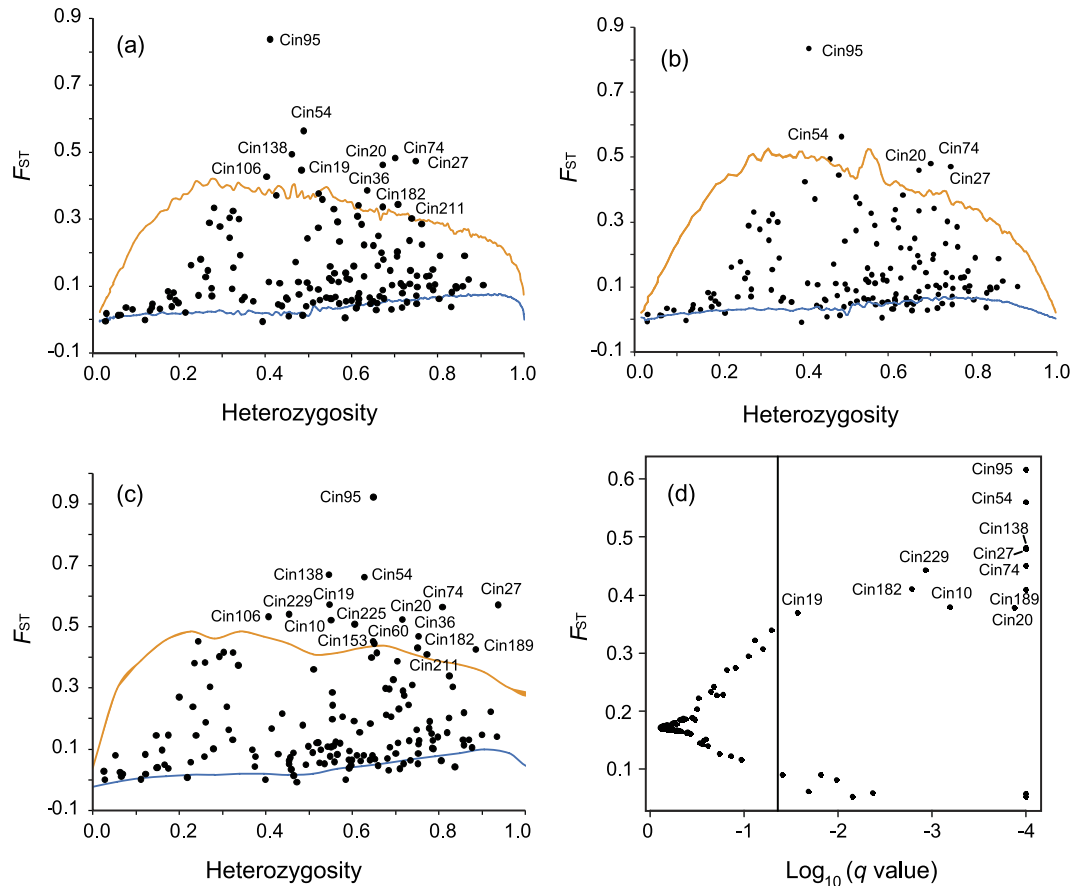 (a)
0.9
0.7
0.5
0.3
0.1
-0.1
FST
Cin95
Cin54
Cin138
Cin106
Cin19
Cin20
Cin74
Cin27
Cin36
Cin182
Cin211
0.0 0.2 0.4 0.6 0.8 1.0
Heterozygosity
(b)
0.9
0.7
0.5
0.3
0.1
-0.1
FST
Cin95
Cin54
Cin20
Cin74
Cin27
0.0 0.2 0.4 0.6 0.8 1.0
Heterozygosity
(c)
0.9
0.7
0.5
0.3
0.1
-0.1
FST
Cin95
Cin138
Cin54
Cin19
Cin74
Cin27
Cin106
Cin229
Cin10
Cin225
Cin20
Cin36
Cin153
Cin60
Cin182
Cin189
Cin211
0.0 0.2 0.4 0.6 0.8 1.0
Heterozygosity
(d)
0.6
0.5
0.4
0.3
0.2
0.1
FST
Cin95
Cin54
Cin138
Cin27
Cin229
Cin74
Cin182
Cin10
Cin189
Cin19
Cin20
0 -1 -2 -3 -4
Log10 (q value)